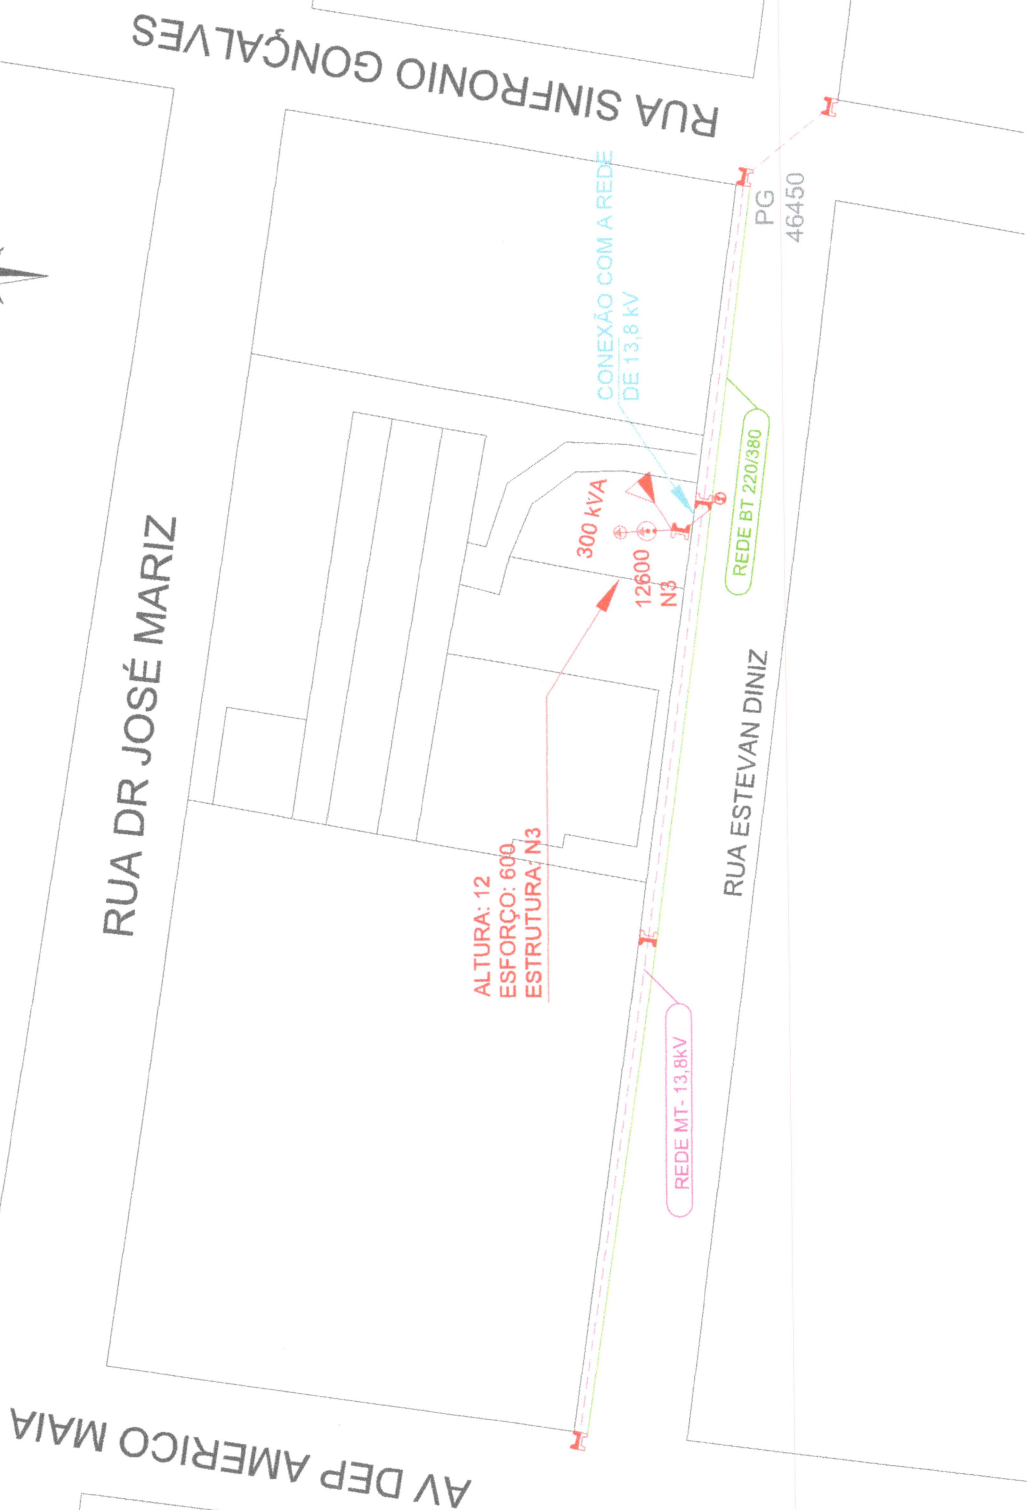 RUA SINFRONIO GONÇALVES
CONEXÃO COM A REDE
DE 13,8 kV
PG
46450
RUA DR JOSÉ MARIZ
300 kVA
12600
N3
REDE BT 220/380
RUA ESTEVAN DINIZ
ALTURA: 12
ESFORÇO: 600
ESTRUTURA: N3
REDE MT- 13,8kV
AV DEP AMERICO MAIA